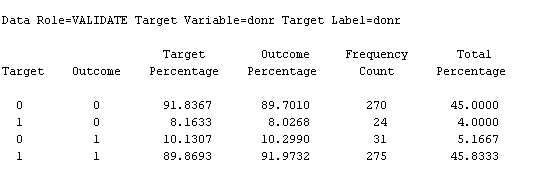 Data Role=VALIDATE Target Variable=donr Target Label=donr
Target Outcome Frequency Total
Target Outcome Percentage Percentage Count Percentage
0 0 91.8367 89.7010 270 45.0000
1 0 8.1633 8.0268 24 4.0000
0 1 10.1307 10.2990 31 5.1667
1 1 89.8693 91.9732 275 45.8333